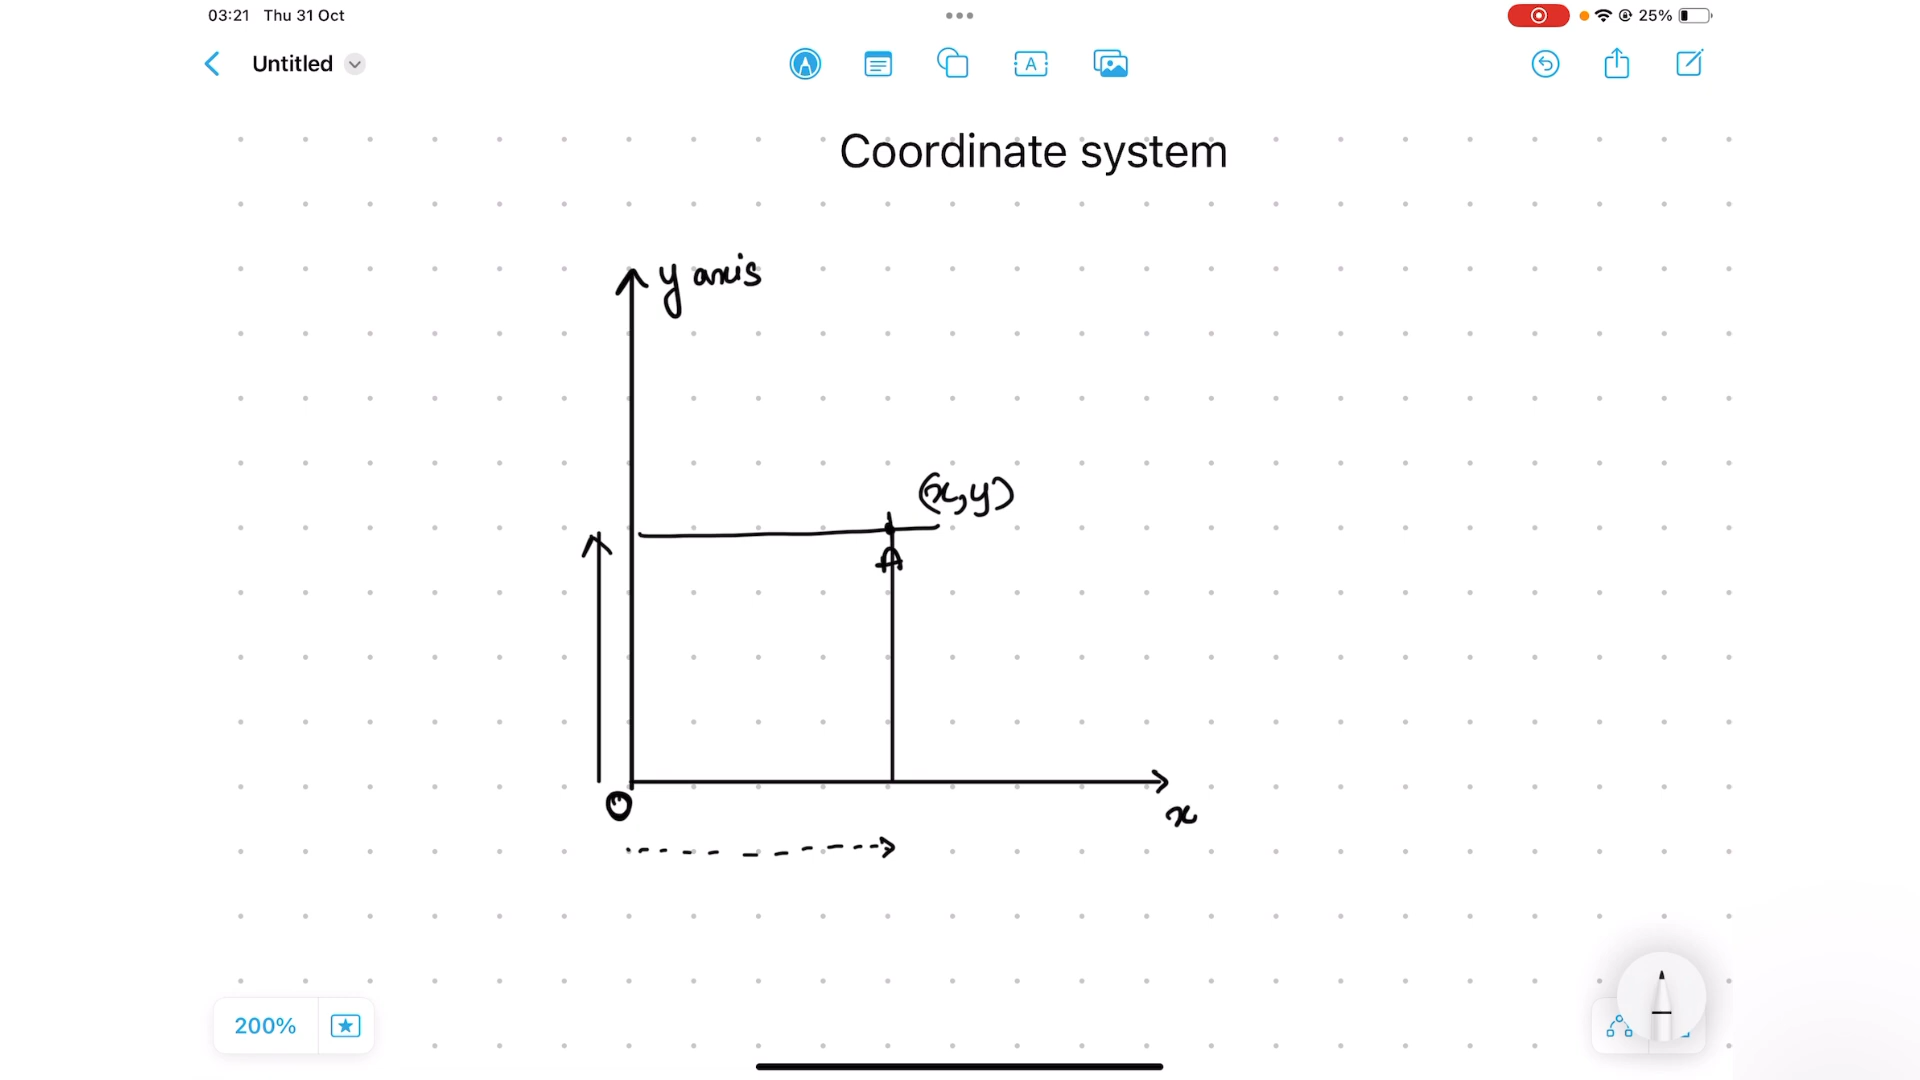 03:21 Thu 31 Oct
25%
Untitled
A
Coordinate system
y axis
(x,y)
A
O
x
200%